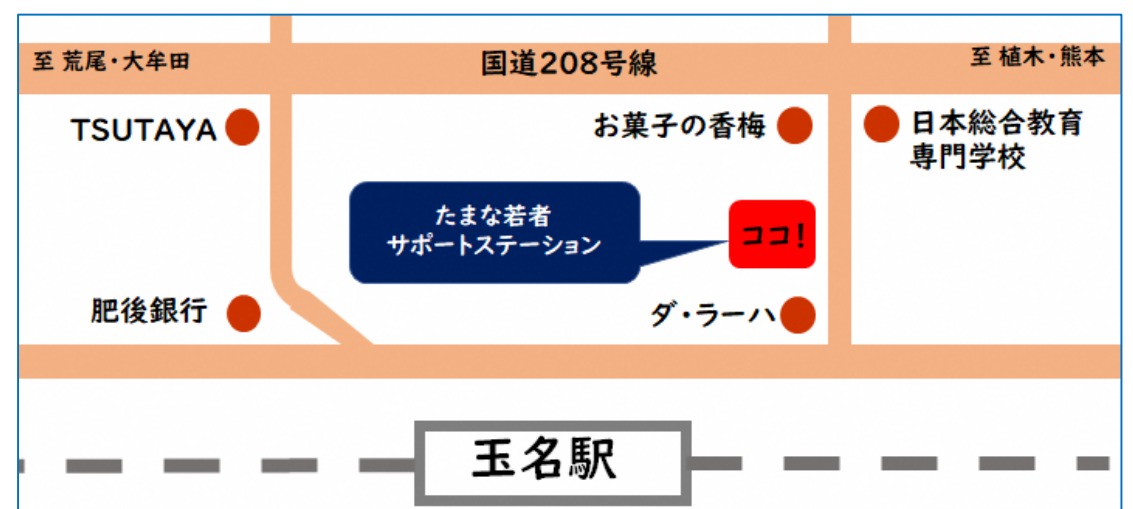 至 荒尾・大牟田
国道208号線
至 植木・熊本
TSUTAYA
お菓子の香梅
日本総合教育
専門学校
たまな若者
サポートステーション
ココ!
肥後銀行
ダ・ラーハ
玉名駅